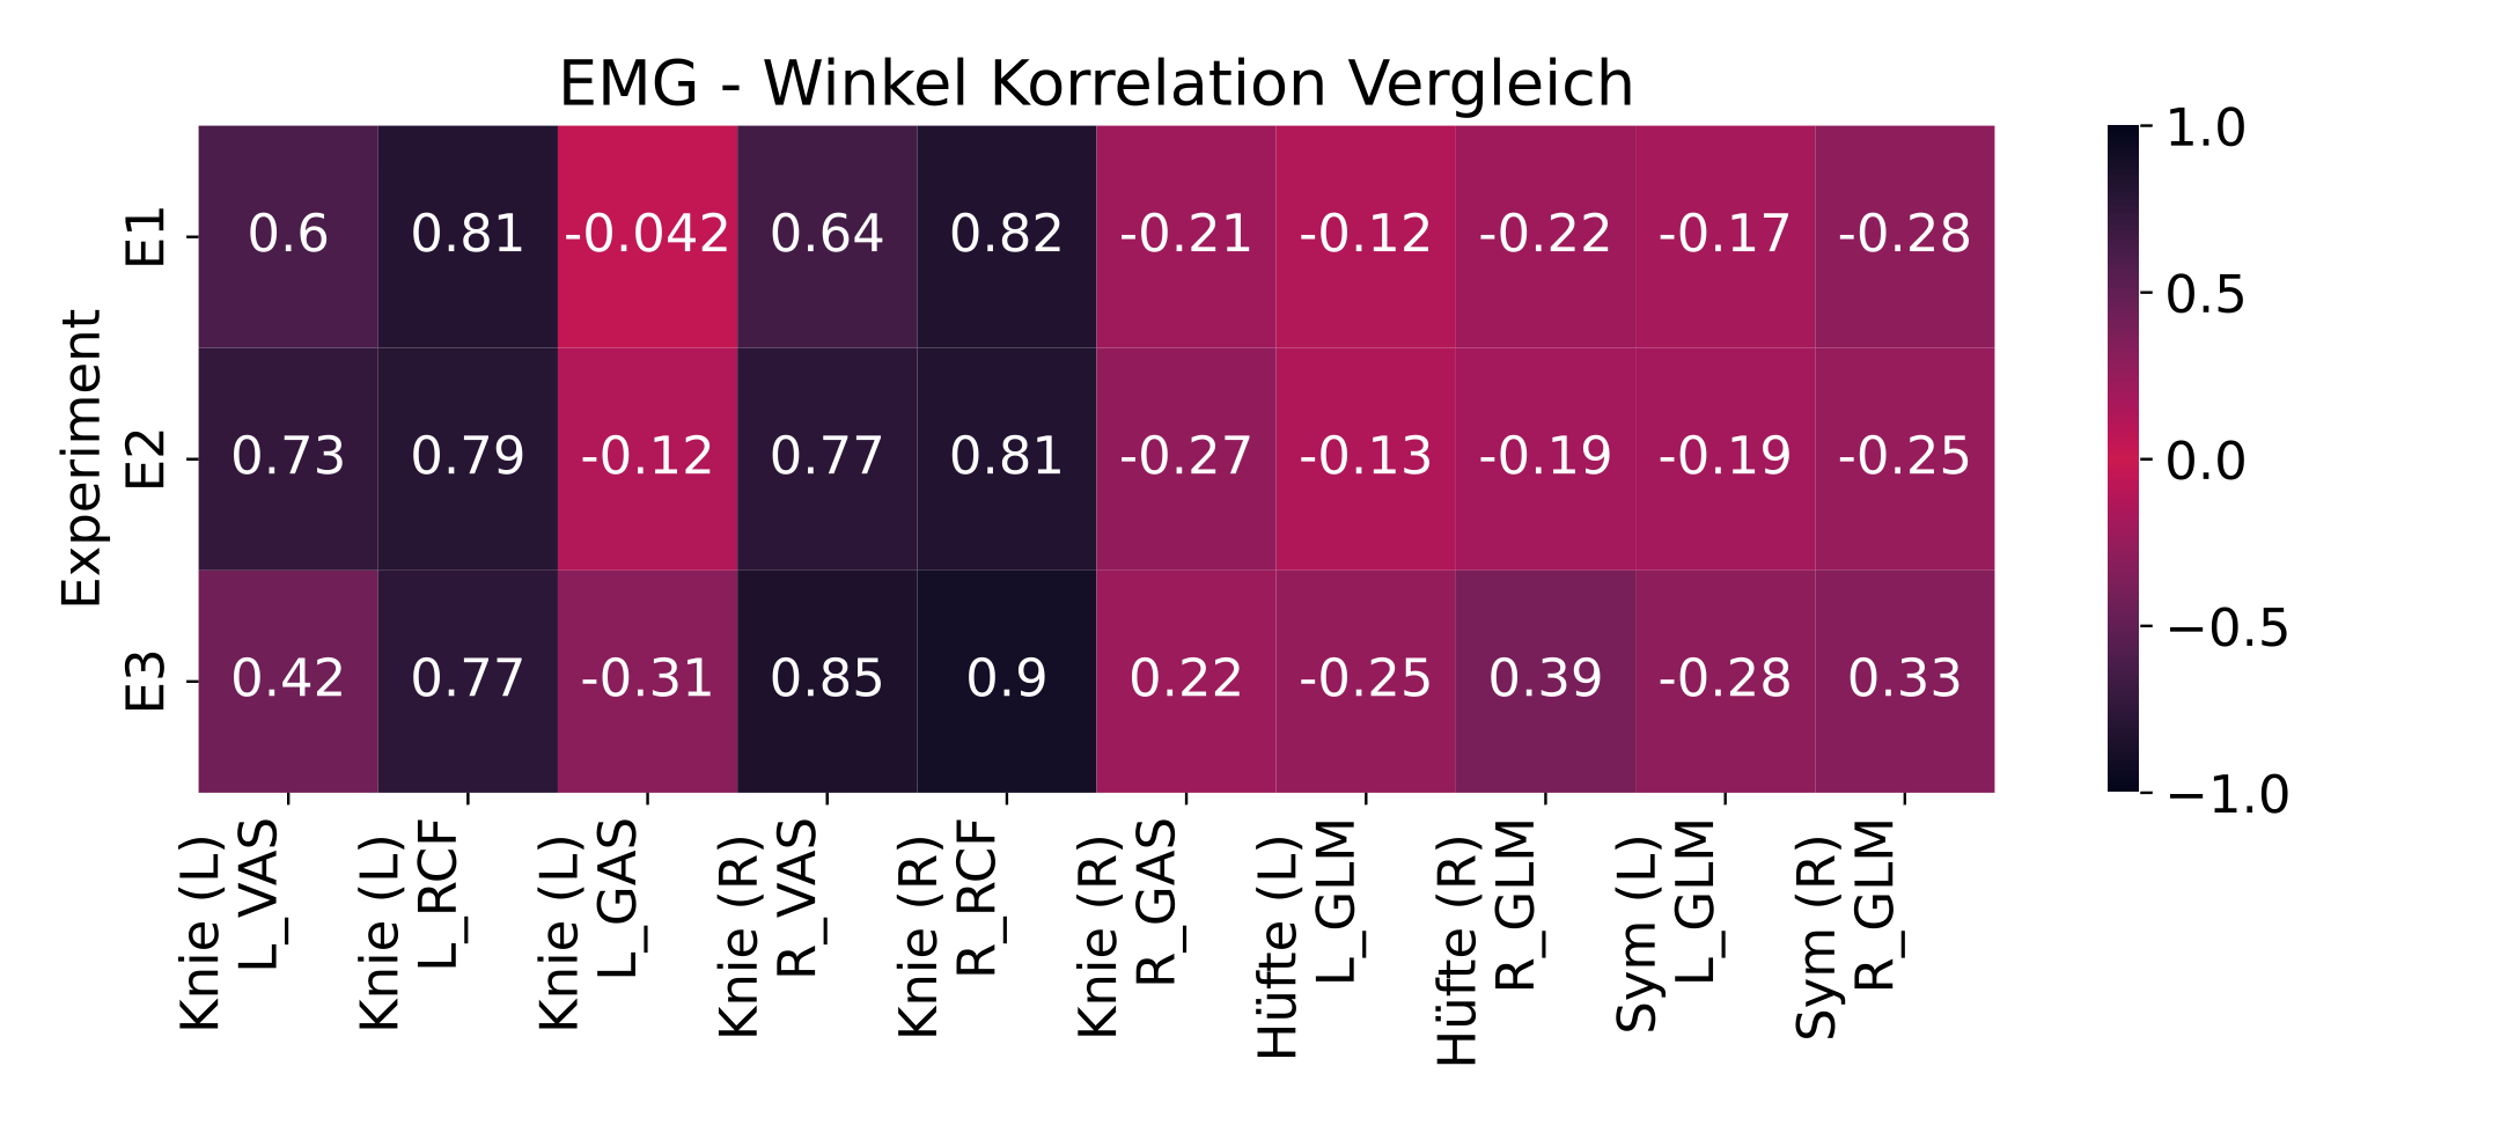 EMG - Winkel Korrelation Vergleich
Experiment
E1
0.6 0.81 -0.042 0.64 0.82 -0.21 -0.12 -0.22 -0.17 -0.28
E2
0.73 0.79 -0.12 0.77 0.81 -0.27 -0.13 -0.19 -0.19 -0.25
E3
0.42 0.77 -0.31 0.85 0.9 0.22 -0.25 0.39 -0.28 0.33
Knie (L)
L_VAS
Knie (L)
L_RCF
Knie (L)
L_GAS
Knie (R)
R_VAS
Knie (R)
R_RCF
Knie (R)
R_GAS
Hüfte (L)
L_GLM
Hüfte (R)
R_GLM
Sym (L)
L_GLM
Sym (R)
R_GLM
1.0
0.5
0.0
−0.5
−1.0